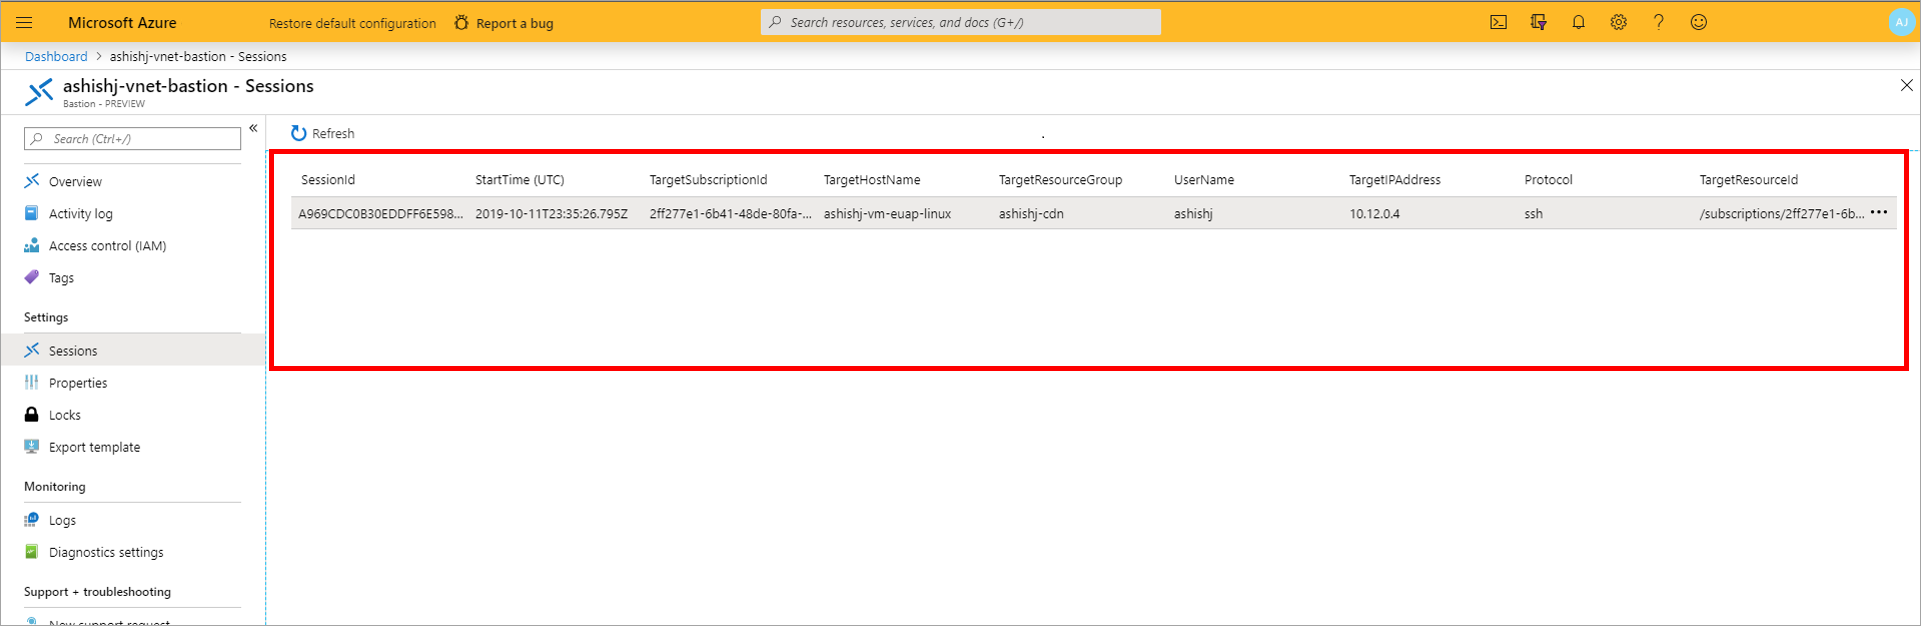 Microsoft Azure Restore default configuration Report a bug Search resources, services, and docs (G+/) AJ
Dashboard > ashishj-vnet-bastion - Sessions
ashishj-vnet-bastion - Sessions
Bastion - PREVIEW
Search (Ctrl+/) «
Overview
Activity log
Access control (IAM)
Tags
Settings
Sessions
Properties
Locks
Export template
Monitoring
Logs
Diagnostics settings
Support + troubleshooting
New support request
Refresh .
SessionId StartTime (UTC) TargetSubscriptionId TargetHostName TargetResourceGroup UserName TargetIPAddress Protocol TargetResourceId
A969CDC0B30EDDFF6E598... 2019-10-11T23:35:26.795Z 2ff277e1-6b41-48de-80fa-... ashishj-vm-euap-linux ashishj-cdn ashishj 10.12.0.4 ssh /subscriptions/2ff277e1-6b... •••